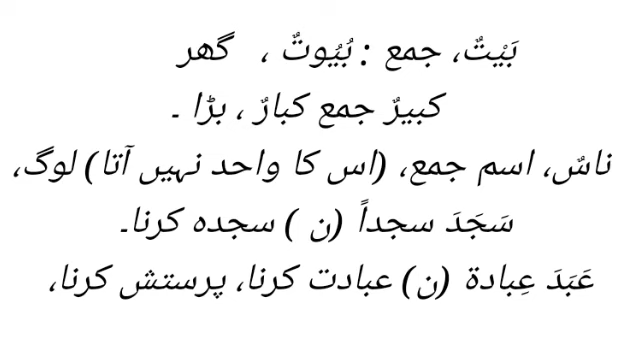 بَيْتٌ، جمع : بُيُوتٌ ، گھر
كبيرٌ جمع كبارٌ ، بڑا ۔
ناسٌ، اسم جمع، (اس کا واحد نہیں آتا) لوگ،
سَجَدَ سجداً (ن ) سجدہ کرنا۔
عَبَدَ عِبادة (ن) عبادت کرنا، پرستش کرنا،